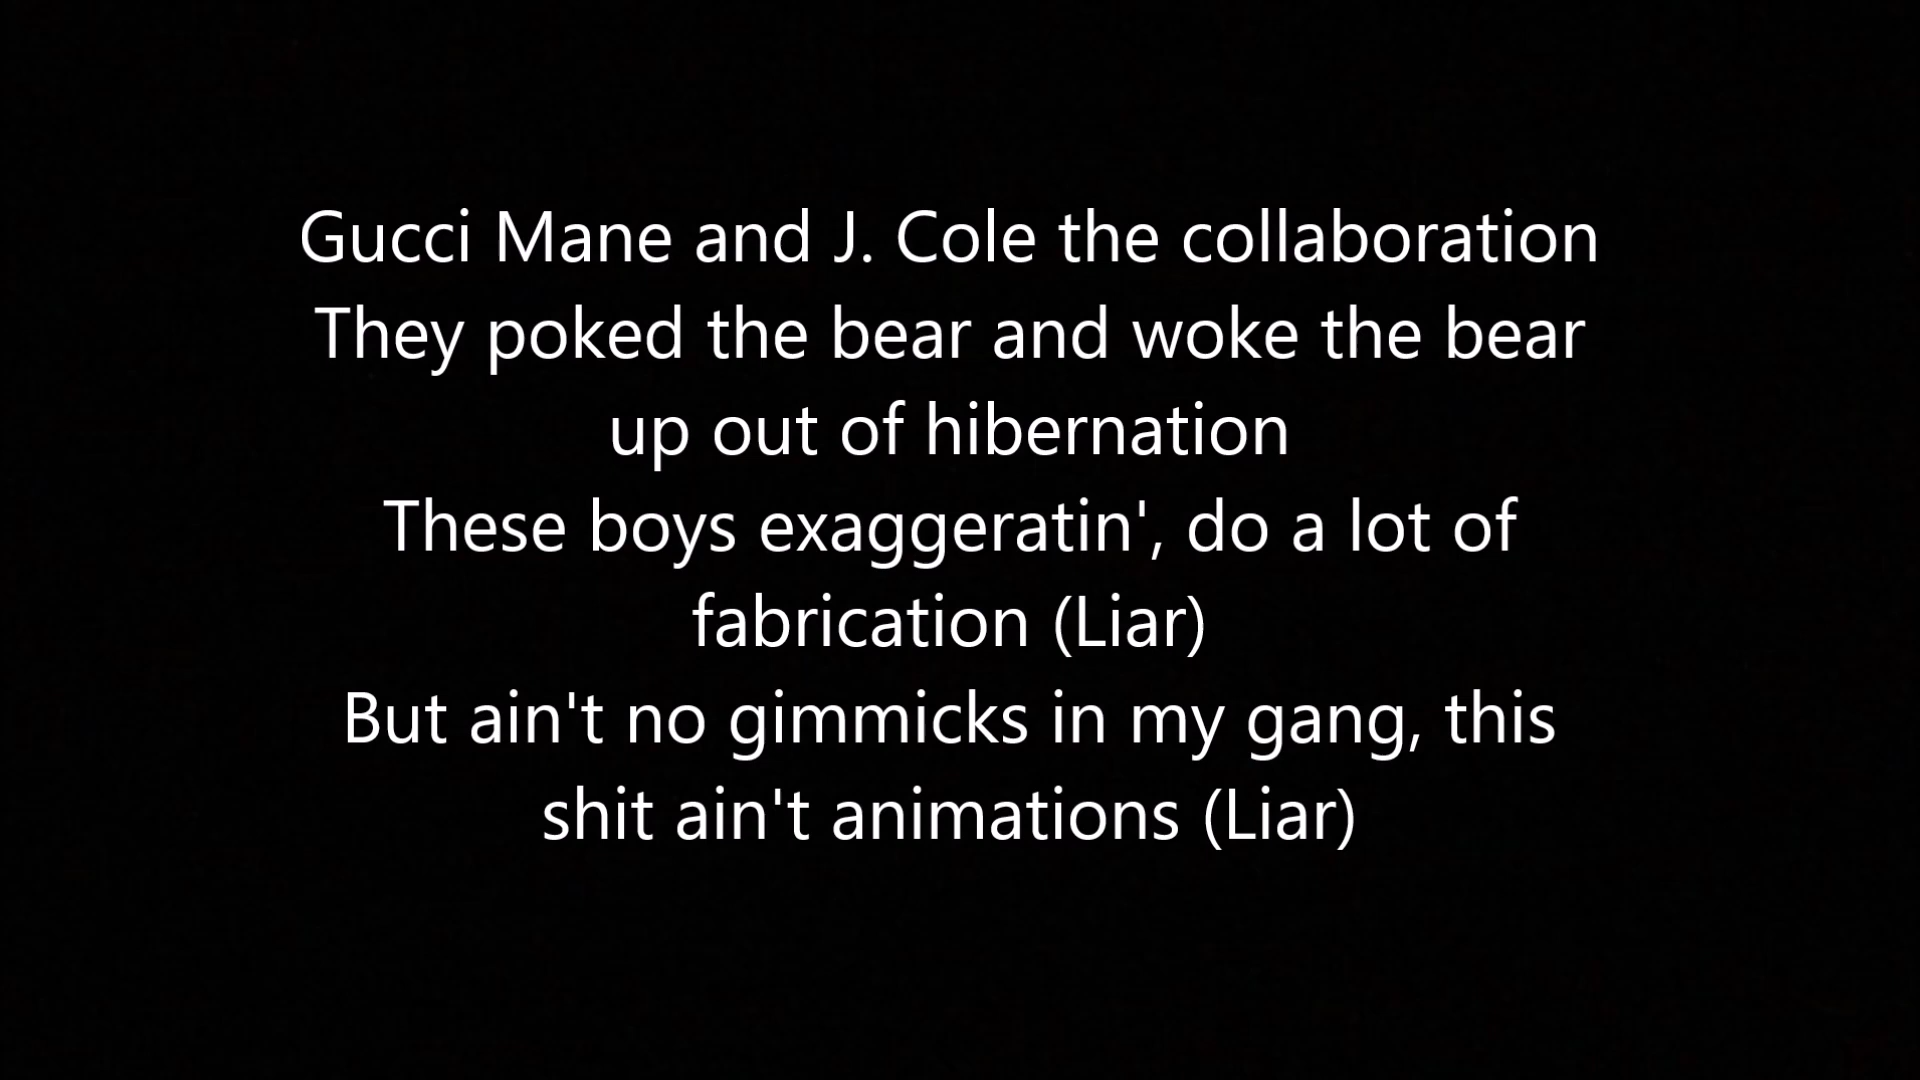 Gucci Mane and J. Cole the collaboration
They poked the bear and woke the bear
up out of hibernation
These boys exaggeratin', do a lot of
fabrication (Liar)
But ain't no gimmicks in my gang, this
shit ain't animations (Liar)